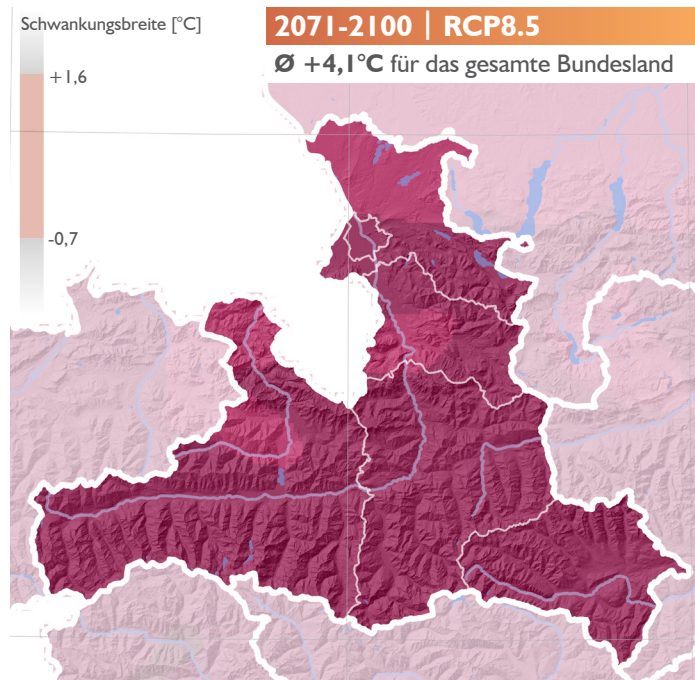 Schwankungsbreite [°C]
+1,6
-0.7
2071-2100 | RCP8.5
Ø +4,1°C für das gesamte Bundesland